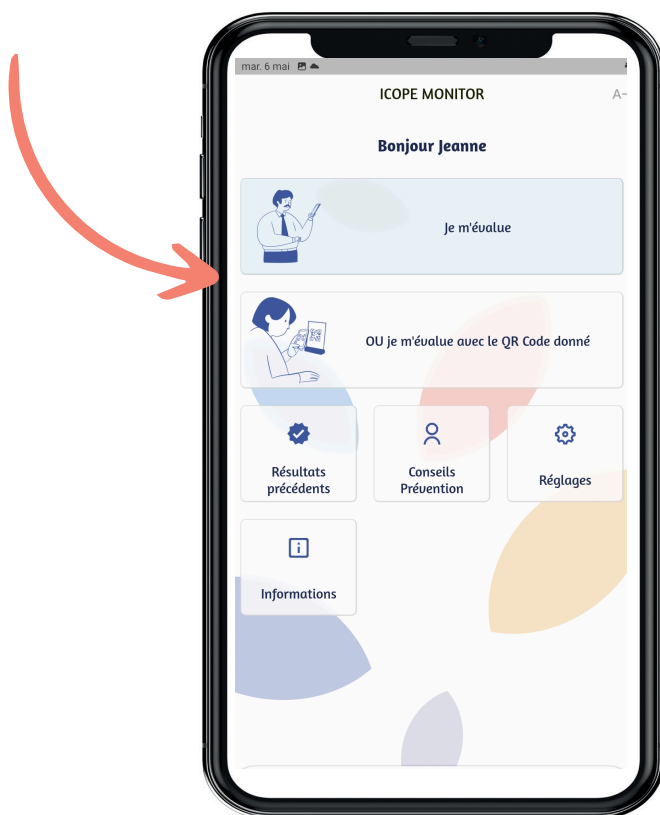 mar. 6 mai
ICOPE MONITOR
A-
Bonjour Jeanne
Je m'évalue
OU je m'évalue avec le QR Code donné
Résultats
précédents
Conseils
Prévention
Réglages
Informations